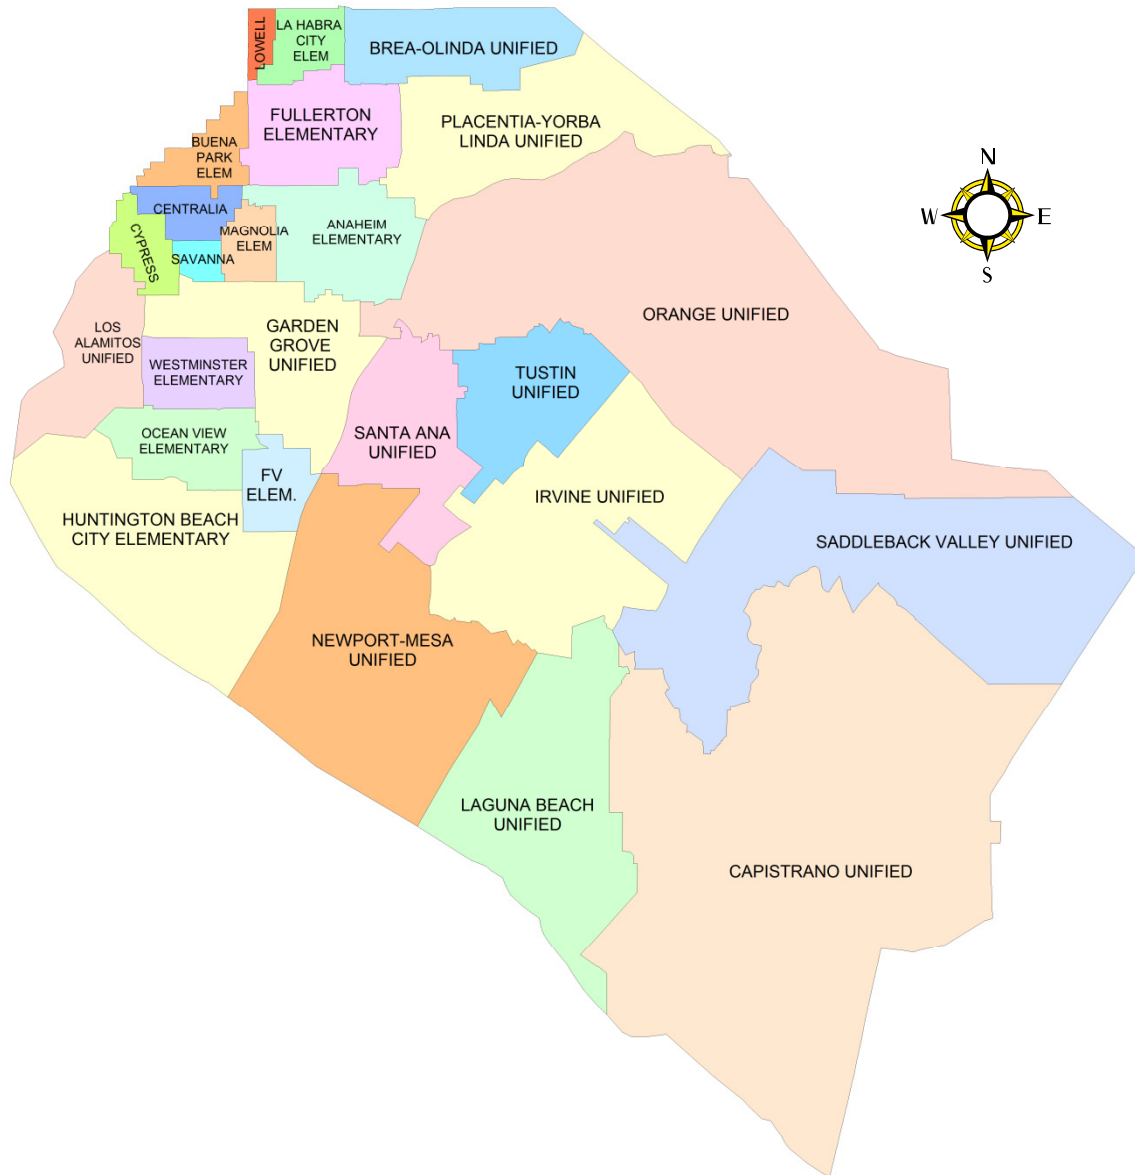 LOWELL
LA HABRA
CITY
ELEM
BREA-OLINDA UNIFIED
FULLERTON
ELEMENTARY
PLACENTIA-YORBA
LINDA UNIFIED
BUENA
PARK
ELEM
N
W
E
S
CENTRALIA
CYPRESS
MAGNOLIA
ELEM
ANAHEIM
ELEMENTARY
SAVANNA
LOS
ALAMITOS
UNIFIED
GARDEN
GROVE
UNIFIED
ORANGE UNIFIED
WESTMINSTER
ELEMENTARY
TUSTIN
UNIFIED
OCEAN VIEW
ELEMENTARY
SANTA ANA
UNIFIED
FV
ELEM.
IRVINE UNIFIED
HUNTINGTON BEACH
CITY ELEMENTARY
SADDLEBACK VALLEY UNIFIED
NEWPORT-MESA
UNIFIED
LAGUNA BEACH
UNIFIED
CAPISTRANO UNIFIED